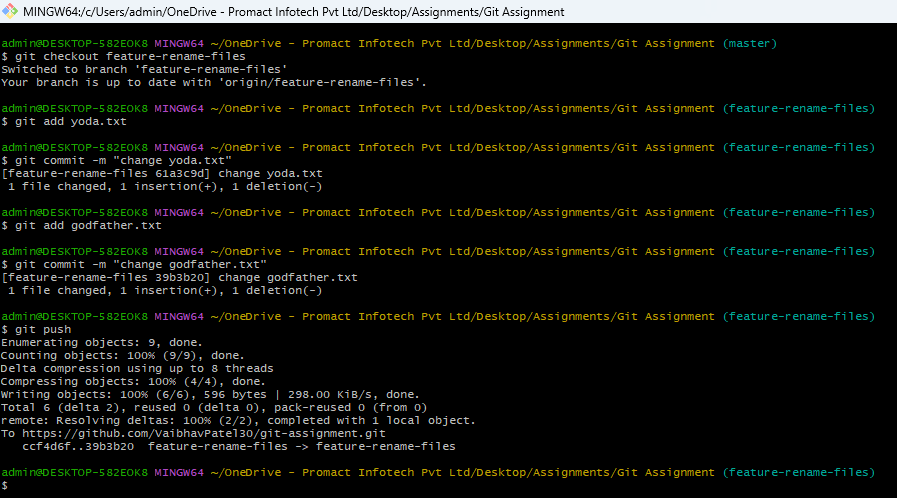 MINGW64:/c/Users/admin/OneDrive - Promact Infotech Pvt Ltd/Desktop/Assignments/Git Assignment
admin@DESKTOP-582EOK8 MINGW64 ~/OneDrive - Promact Infotech Pvt Ltd/Desktop/Assignments/Git Assignment (master)
$ git checkout feature-rename-files
Switched to branch 'feature-rename-files'
Your branch is up to date with 'origin/feature-rename-files'.
admin@DESKTOP-582EOK8 MINGW64 ~/OneDrive - Promact Infotech Pvt Ltd/Desktop/Assignments/Git Assignment (feature-rename-files)
$ git add yoda.txt
admin@DESKTOP-582EOK8 MINGW64 ~/OneDrive - Promact Infotech Pvt Ltd/Desktop/Assignments/Git Assignment (feature-rename-files)
$ git commit -m "change yoda.txt"
[feature-rename-files 61a3c9d] change yoda.txt
 1 file changed, 1 insertion(+), 1 deletion(-)
admin@DESKTOP-582EOK8 MINGW64 ~/OneDrive - Promact Infotech Pvt Ltd/Desktop/Assignments/Git Assignment (feature-rename-files)
$ git add godfather.txt
admin@DESKTOP-582EOK8 MINGW64 ~/OneDrive - Promact Infotech Pvt Ltd/Desktop/Assignments/Git Assignment (feature-rename-files)
$ git commit -m "change godfather.txt"
[feature-rename-files 39b3b20] change godfather.txt
 1 file changed, 1 insertion(+), 1 deletion(-)
admin@DESKTOP-582EOK8 MINGW64 ~/OneDrive - Promact Infotech Pvt Ltd/Desktop/Assignments/Git Assignment (feature-rename-files)
$ git push
Enumerating objects: 9, done.
Counting objects: 100% (9/9), done.
Delta compression using up to 8 threads
Compressing objects: 100% (4/4), done.
Writing objects: 100% (6/6), 596 bytes | 298.00 KiB/s, done.
Total 6 (delta 2), reused 0 (delta 0), pack-reused 0 (from 0)
remote: Resolving deltas: 100% (2/2), completed with 1 local object.
To https://github.com/VaibhavPatel30/git-assignment.git
   ccf4d6f..39b3b20  feature-rename-files -> feature-rename-files
admin@DESKTOP-582EOK8 MINGW64 ~/OneDrive - Promact Infotech Pvt Ltd/Desktop/Assignments/Git Assignment (feature-rename-files)
$